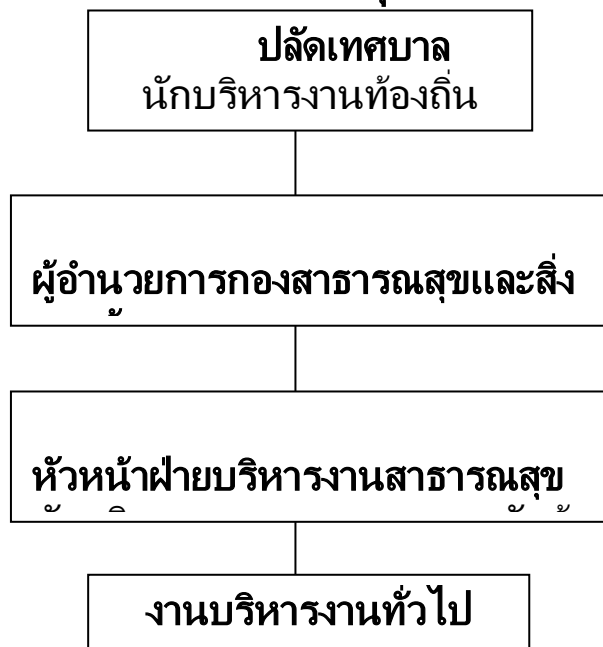 ปลัดเทศบาล
นักบริหารงานท้องถิ่น
ผู้อำนวยการกองสาธารณสุขและสิ่ง
หัวหน้าฝ่ายบริหารงานสาธารณสุข
งานบริหารงานทั่วไป